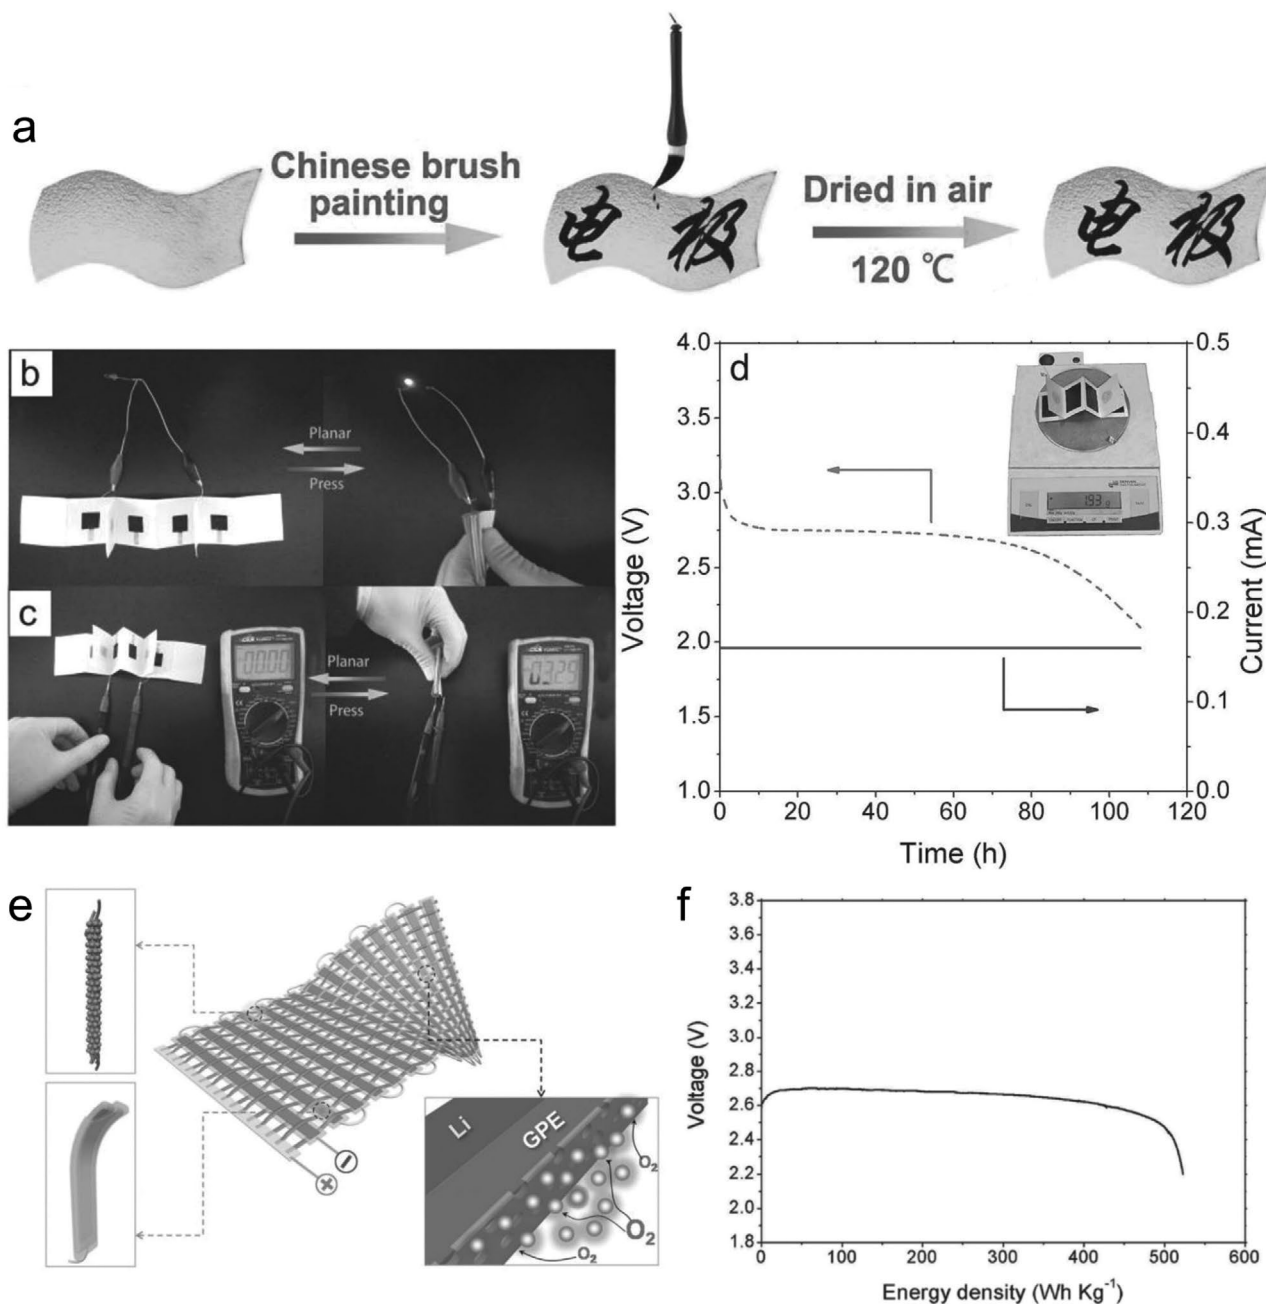 a
Chinese brush
painting
电 极
Dried in air
120 ℃
电 极
b
Planar
Press
c
0000
Planar
Press
0329
d
4.0
3.5
3.0
2.5
2.0
1.5
1.0
Voltage (V)
0.5
0.4
0.3
0.2
0.1
0.0
Current (mA)
0 20 40 60 80 100 120
Time (h)
1.93 g
e
Li
GPE
O₂
O₂
O₂
f
3.8
3.6
3.4
3.2
3.0
2.8
2.6
2.4
2.2
2.0
1.8
Voltage (V)
0 100 200 300 400 500 600
Energy density (Wh Kg⁻¹)